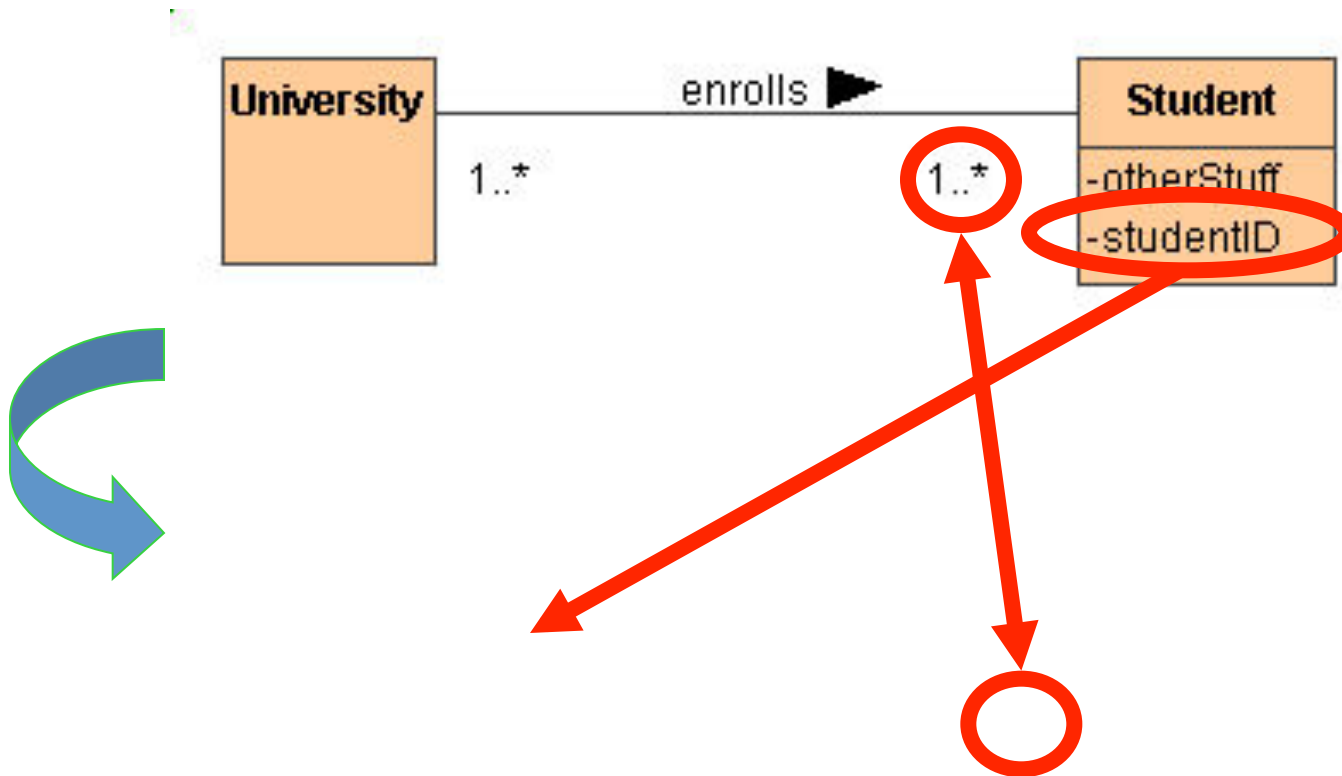 University
enrolls
Student
1..*
1..*
-otherStuff
-studentID